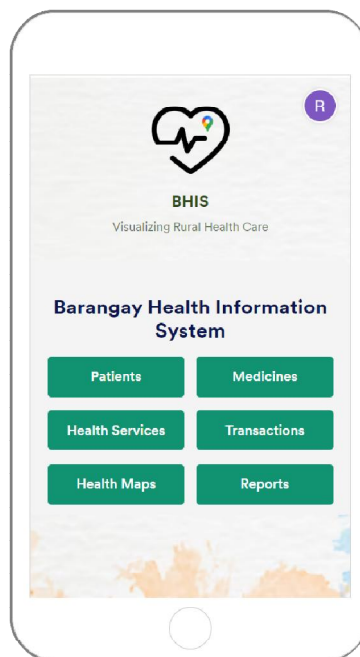 R
BHIS
Visualizing Rural Health Care
Barangay Health Information
System
Patients
Medicines
Health Services
Transactions
Health Maps
Reports